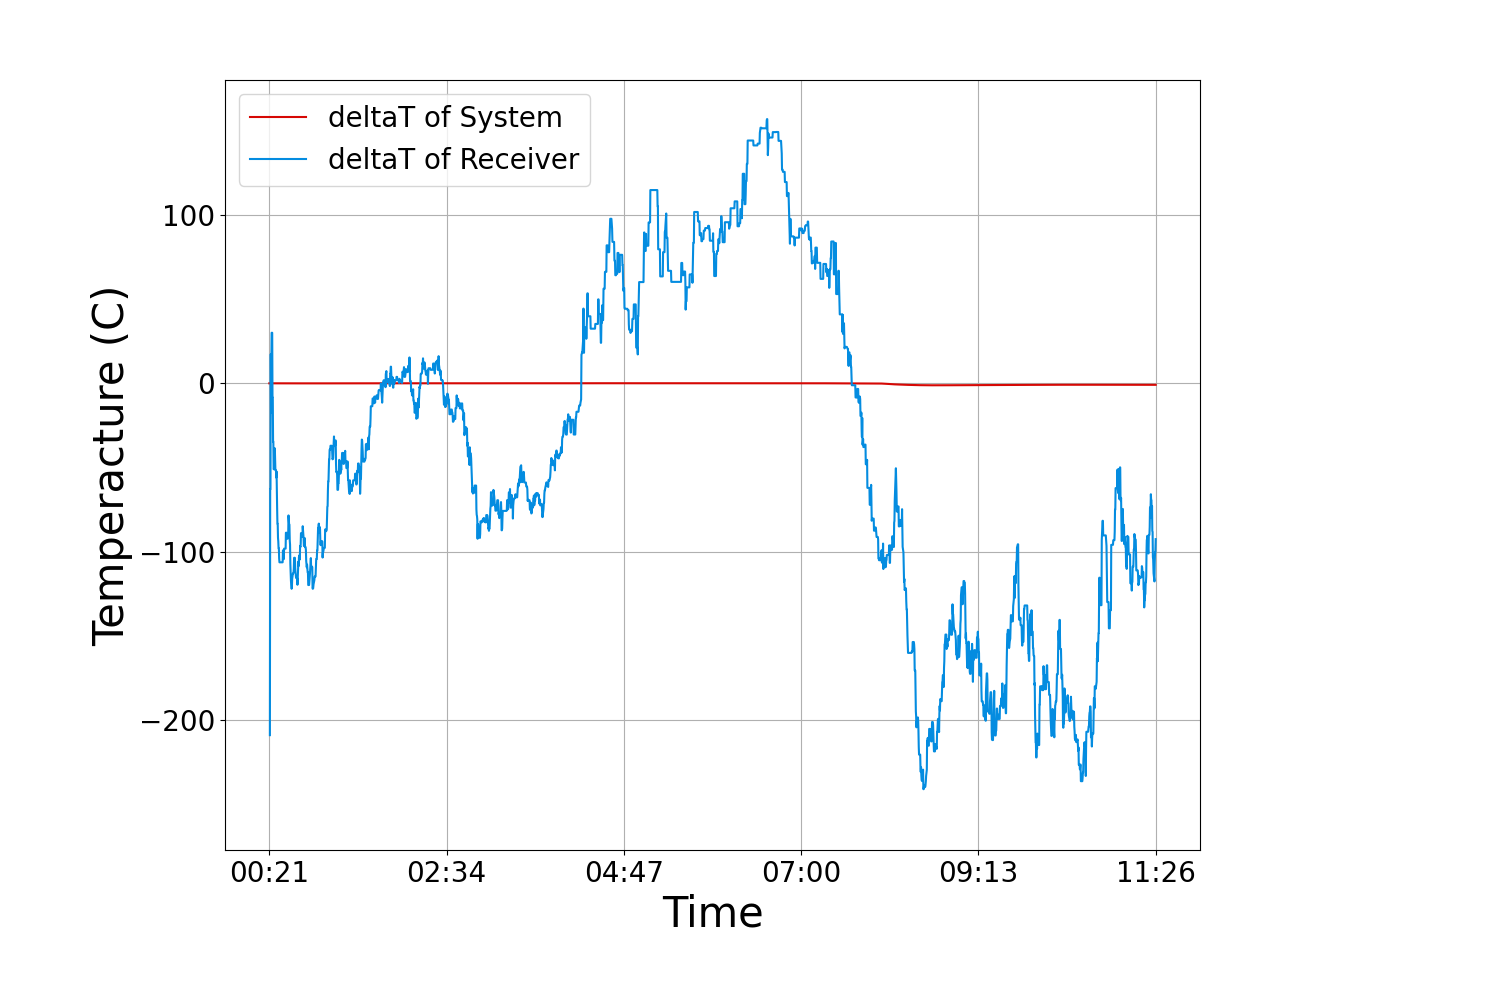 deltaT of System
deltaT of Receiver
100
0
−100
−200
Temperacture (C)
00:21 02:34 04:47 07:00 09:13 11:26
Time